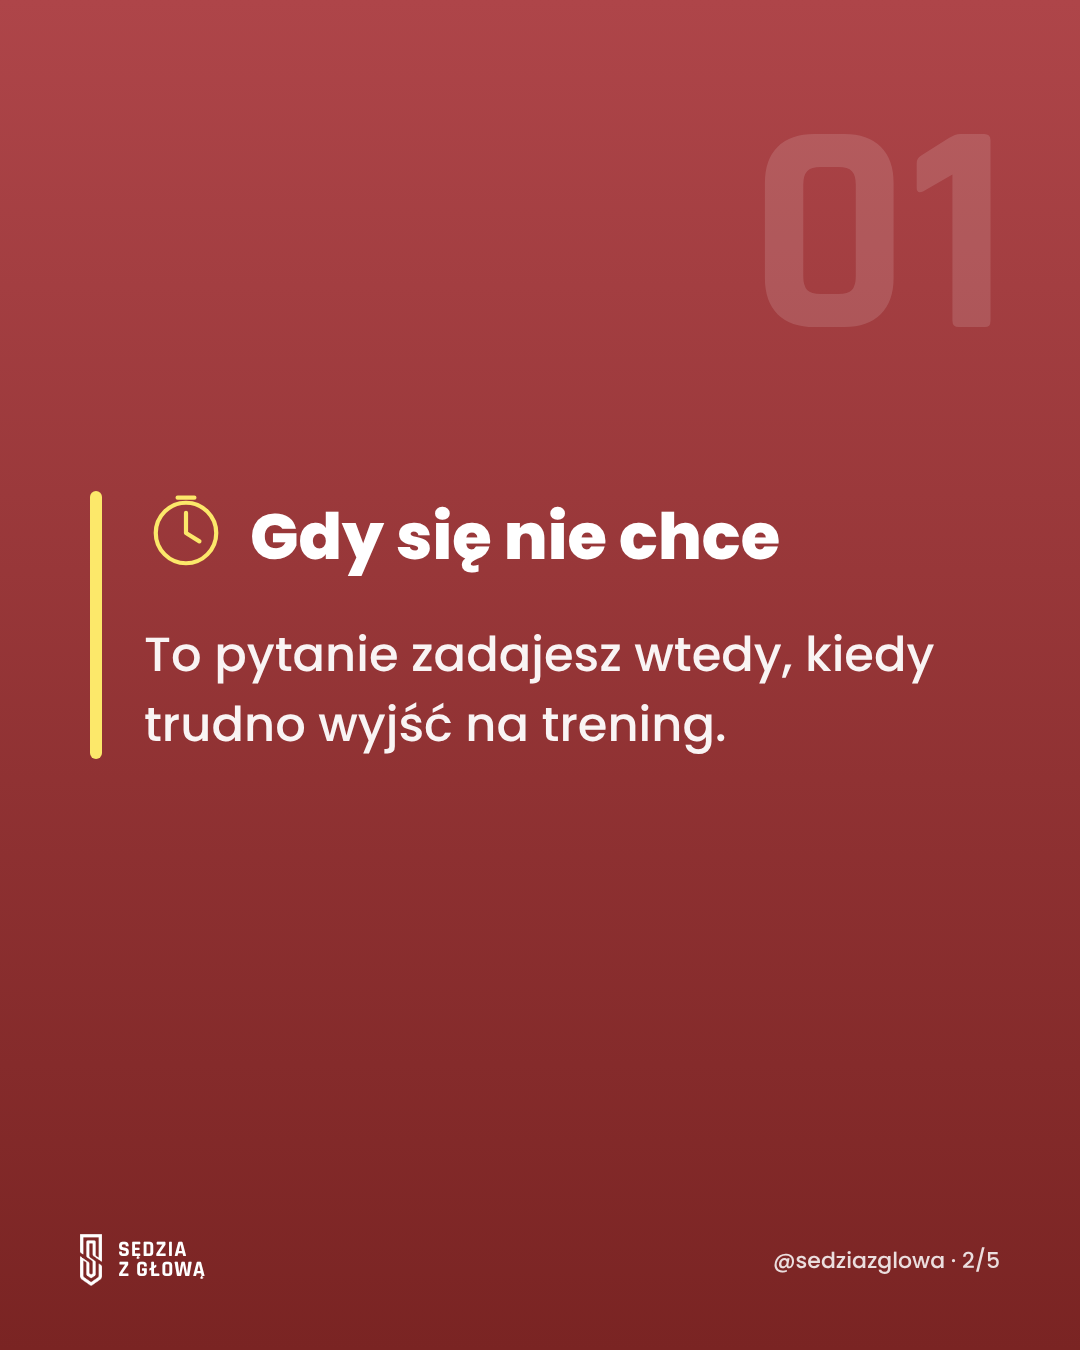 01
Gdy się nie chce
To pytanie zadajesz wtedy, kiedy
trudno wyjść na trening.
SĘDZIA
Z GŁOWĄ
@sedziazglowa · 2/5